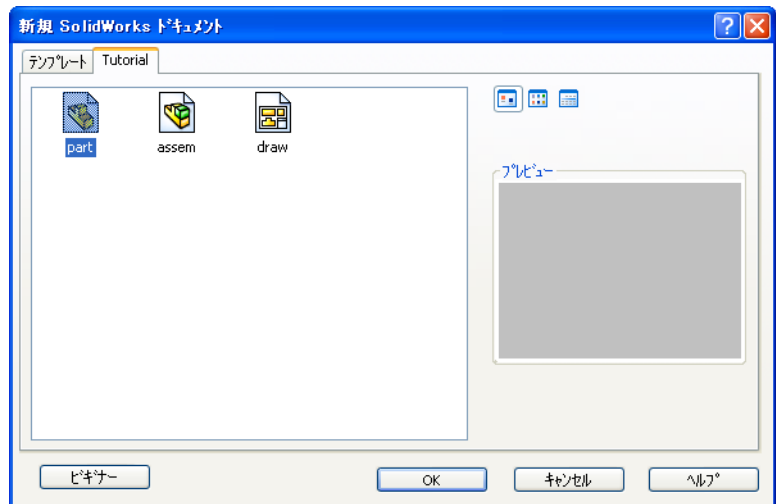 新規 SolidWorks ﾄﾞｷｭﾒﾝﾄ
ﾃﾝﾌﾟﾚｰﾄ Tutorial
part assem draw
ﾌﾟﾚﾋﾞｭｰ
ﾋﾞｷﾞﾅｰ OK ｷｬﾝｾﾙ ﾍﾙﾌﾟ